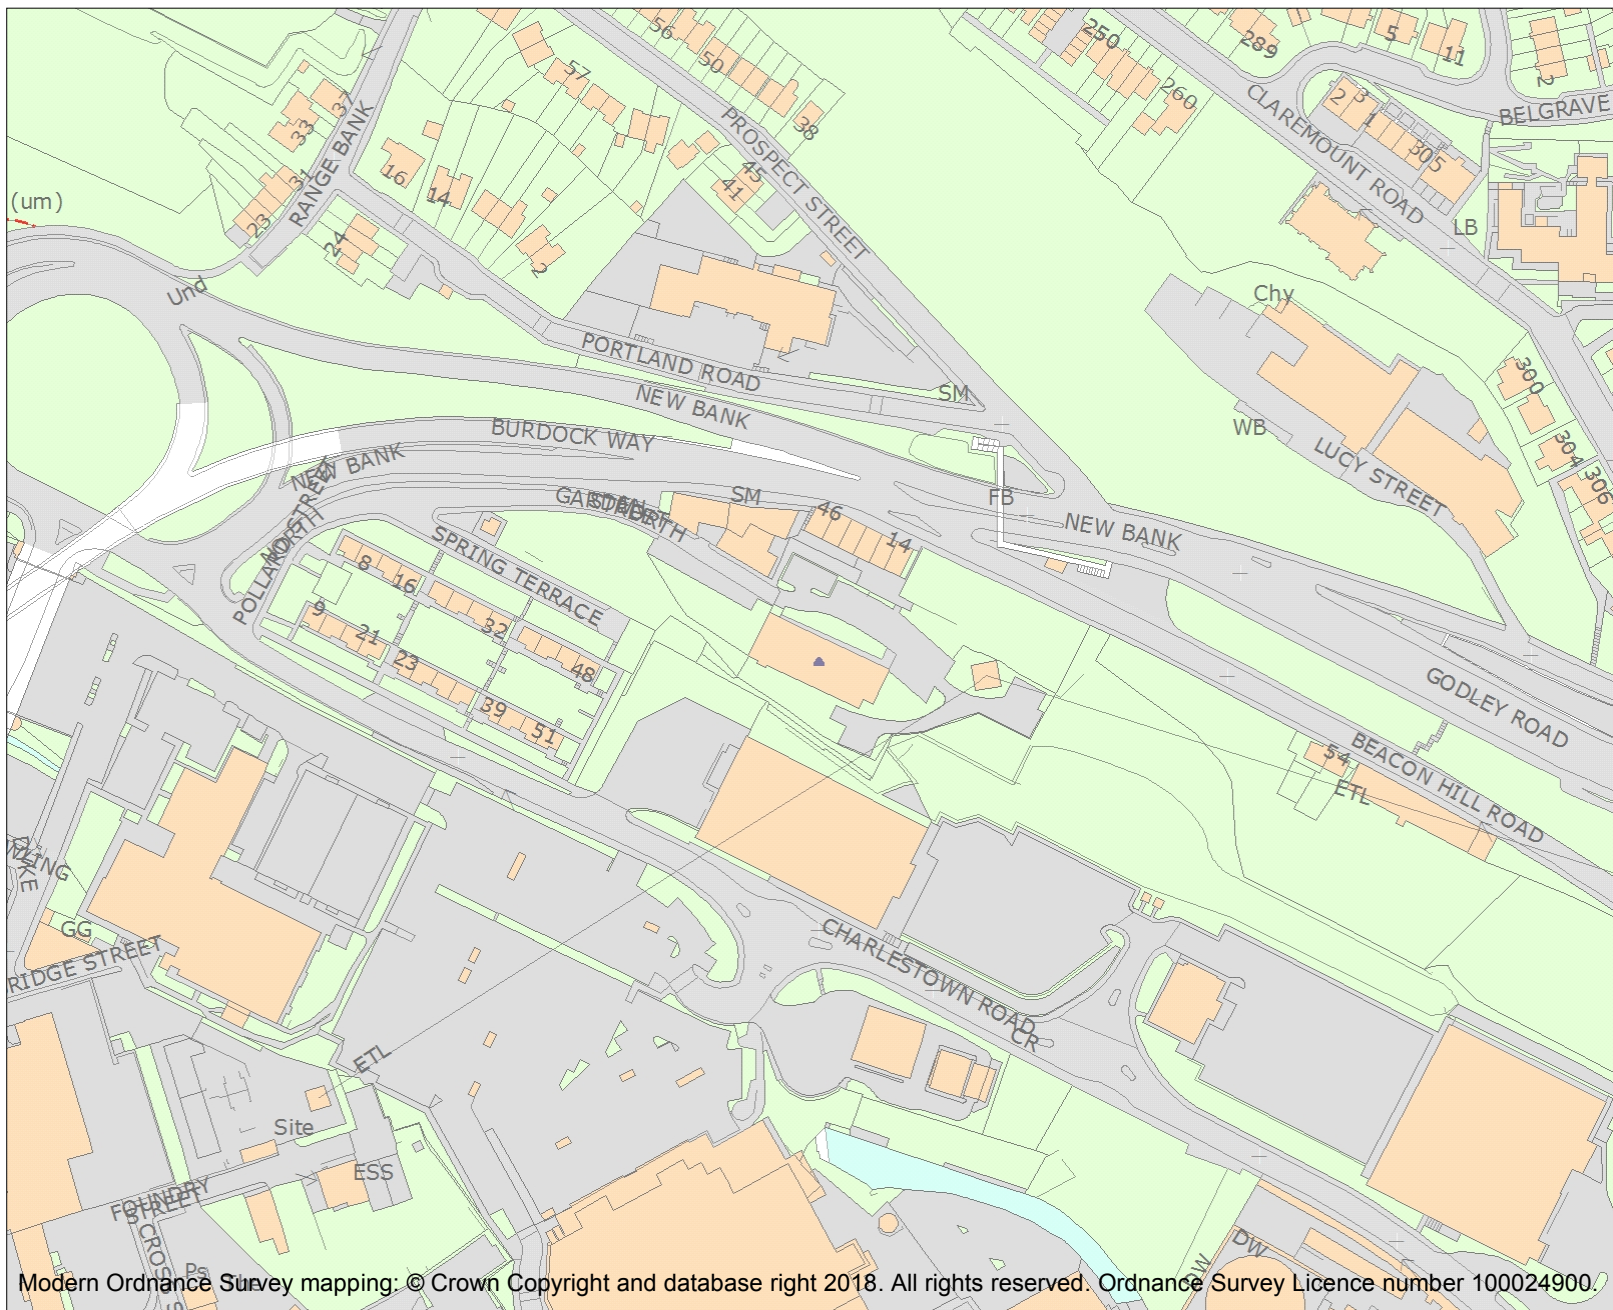 56
50
57
38
250
260
289
5
11
2
2
3
1
305
BELGRAVE
CLAREMOUNT ROAD
LB
37
33
31
23
RANGE BANK
16
14
24
2
PROSPECT STREET
45
41
(um)
Und
Chy
WB
LUCY STREET
300
304
306
PORTLAND ROAD
NEW BANK
SM
BURDOCK WAY
NEW BANK
SM
46
14
FB
NEW BANK
SPRING TERRACE
8
16
32
48
9
21
23
39
51
GODLEY ROAD
BEACON HILL ROAD
54
ETL
CHARLESTOWN ROAD
CR
GG
RIDGE STREET
ETL
Site
ESS
FOUNDRY
STREET
CROSS
DW
Modern Ordnance Survey mapping: © Crown Copyright and database right 2018. All rights reserved. Ordnance Survey Licence number 100024900.